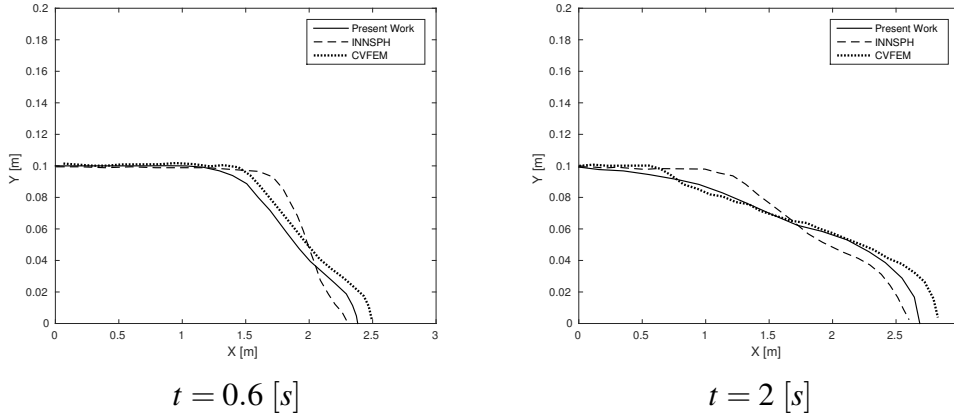 0.2
0.18
0.16
0.14
0.12
0.1
0.08
0.06
0.04
0.02
0
Y [m]
0 0.5 1 1.5 2 2.5 3
X [m]
Present Work
INNSPH
CVFEM
t = 0.6 [s]
0.2
0.18
0.16
0.14
0.12
0.1
0.08
0.06
0.04
0.02
0
Y [m]
0 0.5 1 1.5 2 2.5
X [m]
Present Work
INNSPH
CVFEM
t = 2 [s]